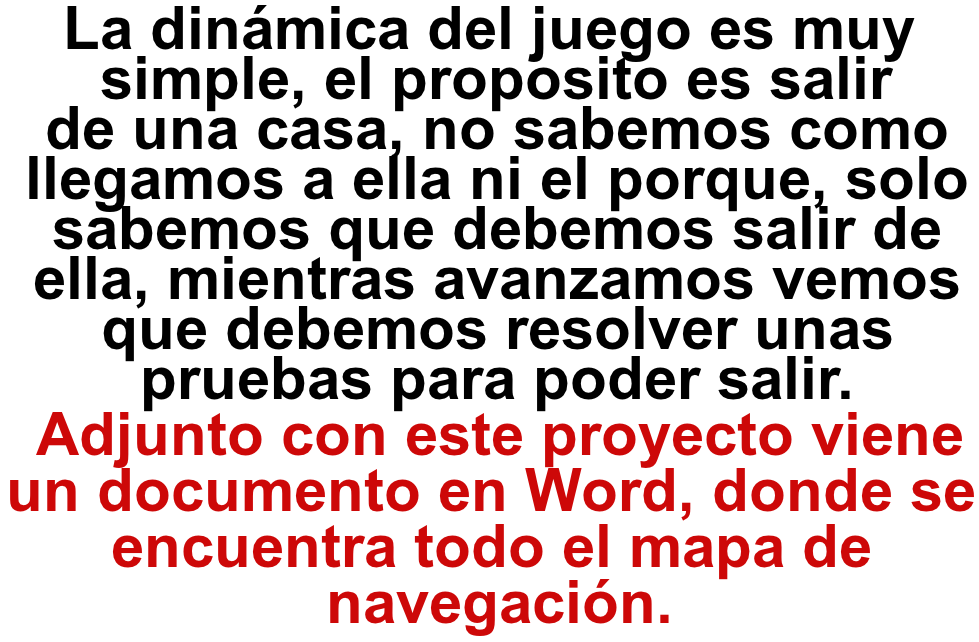 La dinámica del juego es muy
simple, el proposito es salir
de una casa, no sabemos como
llegamos a ella ni el porque, solo
sabemos que debemos salir de
ella, mientras avanzamos vemos
que debemos resolver unas
pruebas para poder salir.
Adjunto con este proyecto viene
un documento en Word, donde se
encuentra todo el mapa de
navegación.